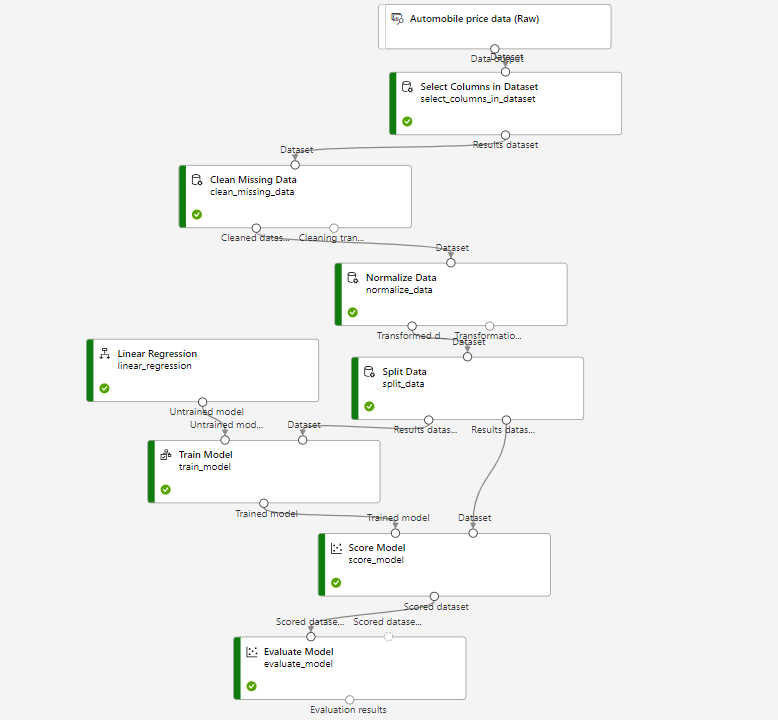 Automobile price data (Raw)
Data output
Dataset
Select Columns in Dataset
select_columns_in_dataset
Results dataset
Dataset
Clean Missing Data
clean_missing_data
Cleaned datas...
Cleaning tran...
Dataset
Normalize Data
normalize_data
Transformed d...
Transformatio...
Dataset
Linear Regression
linear_regression
Untrained model
Split Data
split_data
Results datas...
Results datas...
Untrained mod...
Dataset
Train Model
train_model
Trained model
Trained model
Dataset
Score Model
score_model
Scored dataset
Scored datase...
Scored datase...
Evaluate Model
evaluate_model
Evaluation results